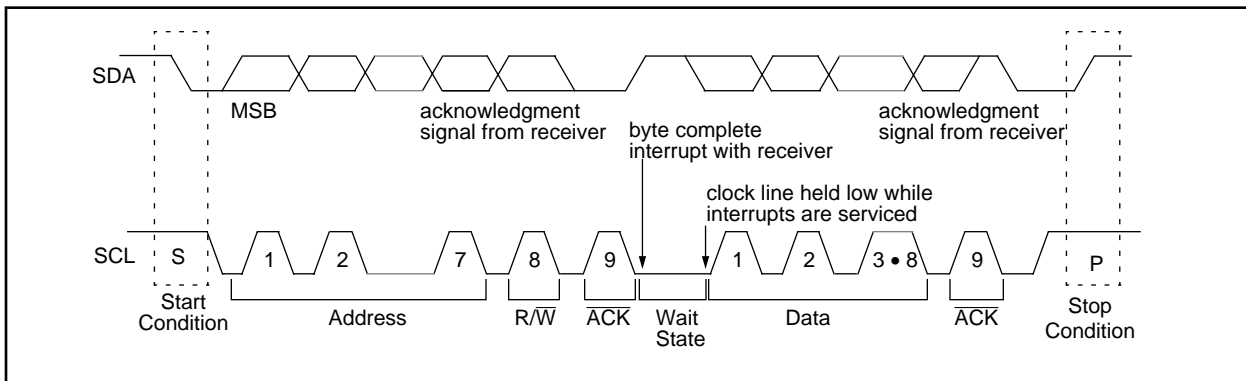 SDA
MSB
acknowledgment
signal from receiver
byte complete
interrupt with receiver
acknowledgment
signal from receiver
clock line held low while
interrupts are serviced
SCL
S 1 2 7 8 9 1 2 3 • 8 9 P
Start
Condition
Address
R/W̅
A̅C̅K̅
Wait
State
Data
A̅C̅K̅
Stop
Condition